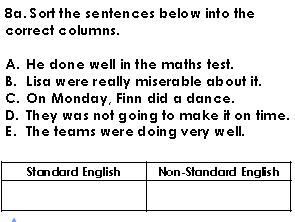 8a. Sort the sentences below into the
correct columns.
A. He done well in the maths test.
B. Lisa were really miserable about it.
C. On Monday, Finn did a dance.
D. They was not going to make it on time.
E. The teams were doing very well.
Standard English Non-Standard English